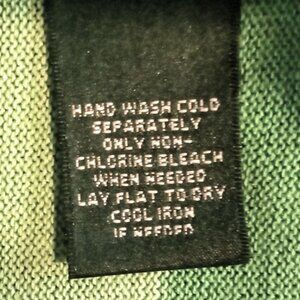 HAND WASH COLD
SEPARATELY
ONLY NON-
CHLORINE BLEACH
WHEN NEEDED
LAY FLAT TO DRY
COOL IRON
IF NEEDED